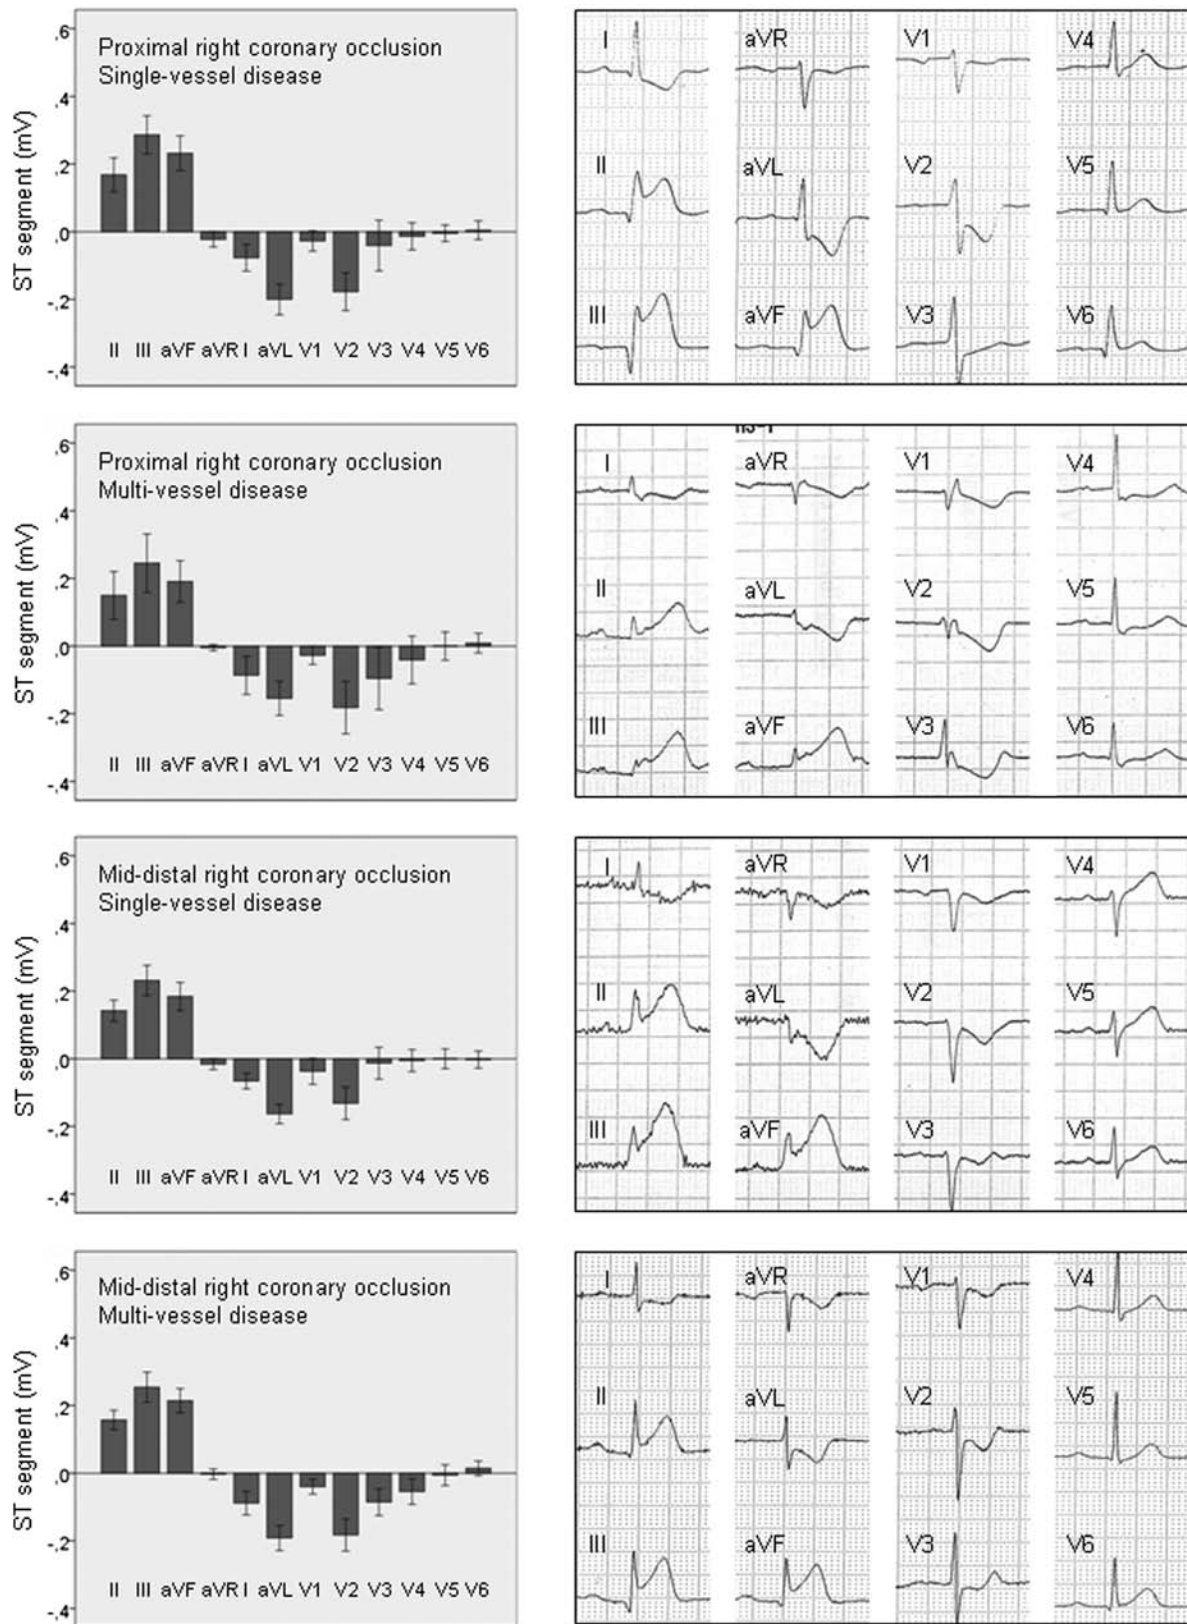 Proximal right coronary occlusion
Single-vessel disease
ST segment (mV)
,6
,4
,2
,0
-,2
-,4
II III aVF aVR I aVL V1 V2 V3 V4 V5 V6
I aVR V1 V4
II aVL V2 V5
III aVF V3 V6
Proximal right coronary occlusion
Multi-vessel disease
ST segment (mV)
,6
,4
,2
,0
-,2
-,4
II III aVF aVR I aVL V1 V2 V3 V4 V5 V6
I aVR V1 V4
II aVL V2 V5
III aVF V3 V6
Mid-distal right coronary occlusion
Single-vessel disease
ST segment (mV)
,6
,4
,2
,0
-,2
-,4
II III aVF aVR I aVL V1 V2 V3 V4 V5 V6
I aVR V1 V4
II aVL V2 V5
III aVF V3 V6
Mid-distal right coronary occlusion
Multi-vessel disease
ST segment (mV)
,6
,4
,2
,0
-,2
-,4
II III aVF aVR I aVL V1 V2 V3 V4 V5 V6
I aVR V1 V4
II aVL V2 V5
III aVF V3 V6